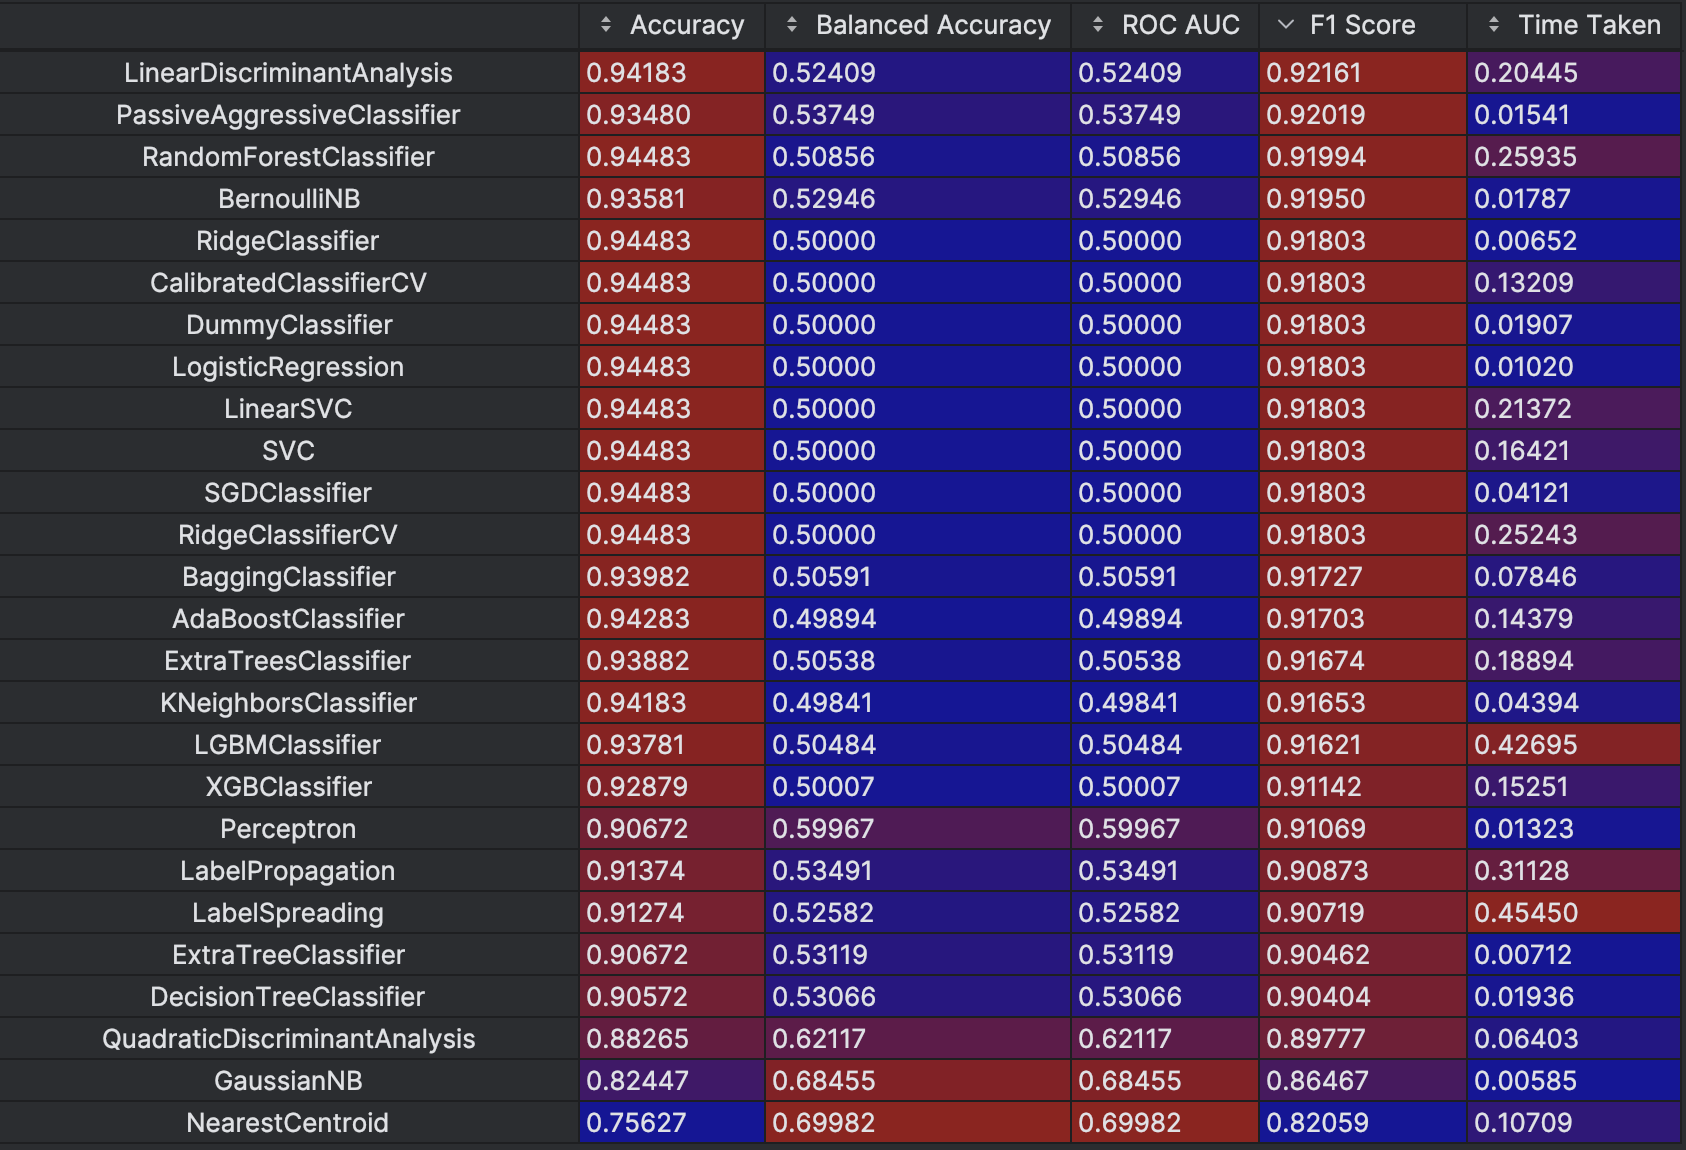 Accuracy Balanced Accuracy ROC AUC F1 Score Time Taken
LinearDiscriminantAnalysis 0.94183 0.52409 0.52409 0.92161 0.20445
PassiveAggressiveClassifier 0.93480 0.53749 0.53749 0.92019 0.01541
RandomForestClassifier 0.94483 0.50856 0.50856 0.91994 0.25935
BernoulliNB 0.93581 0.52946 0.52946 0.91950 0.01787
RidgeClassifier 0.94483 0.50000 0.50000 0.91803 0.00652
CalibratedClassifierCV 0.94483 0.50000 0.50000 0.91803 0.13209
DummyClassifier 0.94483 0.50000 0.50000 0.91803 0.01907
LogisticRegression 0.94483 0.50000 0.50000 0.91803 0.01020
LinearSVC 0.94483 0.50000 0.50000 0.91803 0.21372
SVC 0.94483 0.50000 0.50000 0.91803 0.16421
SGDClassifier 0.94483 0.50000 0.50000 0.91803 0.04121
RidgeClassifierCV 0.94483 0.50000 0.50000 0.91803 0.25243
BaggingClassifier 0.93982 0.50591 0.50591 0.91727 0.07846
AdaBoostClassifier 0.94283 0.49894 0.49894 0.91703 0.14379
ExtraTreesClassifier 0.93882 0.50538 0.50538 0.91674 0.18894
KNeighborsClassifier 0.94183 0.49841 0.49841 0.91653 0.04394
LGBMClassifier 0.93781 0.50484 0.50484 0.91621 0.42695
XGBClassifier 0.92879 0.50007 0.50007 0.91142 0.15251
Perceptron 0.90672 0.59967 0.59967 0.91069 0.01323
LabelPropagation 0.91374 0.53491 0.53491 0.90873 0.31128
LabelSpreading 0.91274 0.52582 0.52582 0.90719 0.45450
ExtraTreeClassifier 0.90672 0.53119 0.53119 0.90462 0.00712
DecisionTreeClassifier 0.90572 0.53066 0.53066 0.90404 0.01936
QuadraticDiscriminantAnalysis 0.88265 0.62117 0.62117 0.89777 0.06403
GaussianNB 0.82447 0.68455 0.68455 0.86467 0.00585
NearestCentroid 0.75627 0.69982 0.69982 0.82059 0.10709